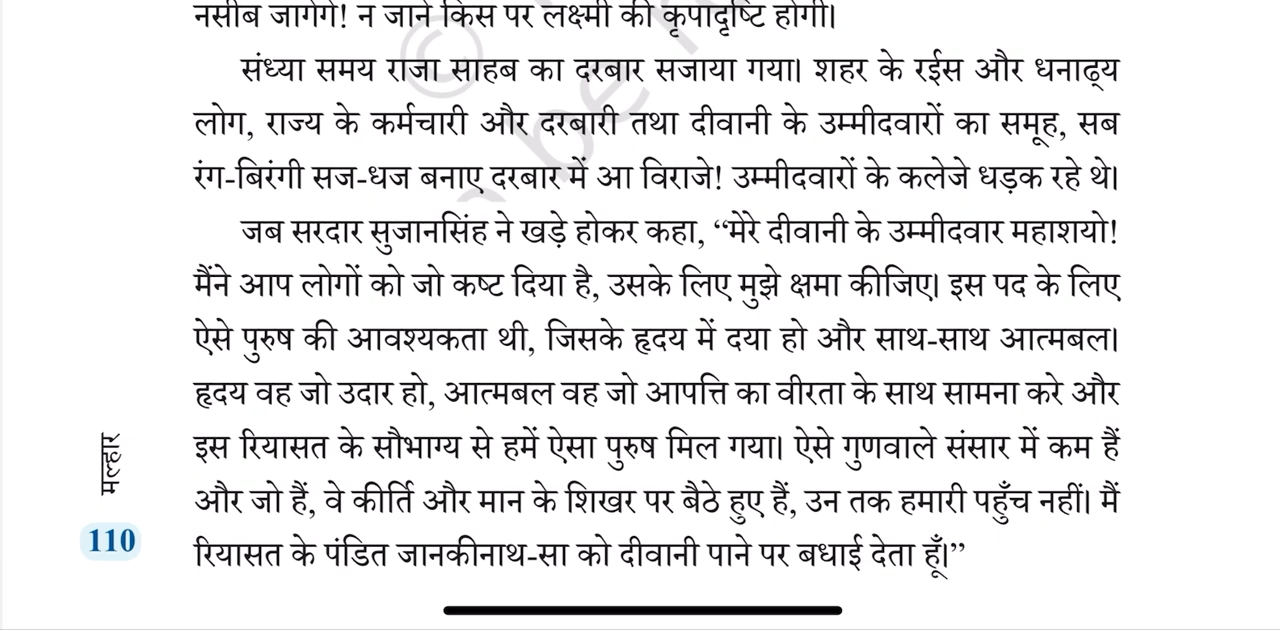 नसीब जागेंगे! न जाने किस पर लक्ष्मी की कृपादृष्टि होगी।
संध्या समय राजा साहब का दरबार सजाया गया। शहर के रईस और धनाढ्य
लोग, राज्य के कर्मचारी और दरबारी तथा दीवानी के उम्मीदवारों का समूह, सब
रंग-बिरंगी सज-धज बनाए दरबार में आ विराजे! उम्मीदवारों के कलेजे धड़क रहे थे।
जब सरदार सुजानसिंह ने खड़े होकर कहा, “मेरे दीवानी के उम्मीदवार महाशयो!
मैंने आप लोगों को जो कष्ट दिया है, उसके लिए मुझे क्षमा कीजिए। इस पद के लिए
ऐसे पुरुष की आवश्यकता थी, जिसके हृदय में दया हो और साथ-साथ आत्मबल।
हृदय वह जो उदार हो, आत्मबल वह जो आपत्ति का वीरता के साथ सामना करे और
इस रियासत के सौभाग्य से हमें ऐसा पुरुष मिल गया। ऐसे गुणवाले संसार में कम हैं
और जो हैं, वे कीर्ति और मान के शिखर पर बैठे हुए हैं, उन तक हमारी पहुँच नहीं। मैं
रियासत के पंडित जानकीनाथ-सा को दीवानी पाने पर बधाई देता हूँ।”
मल्हार
110
© be